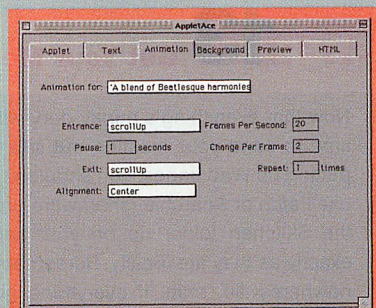 AppletAce
Applet Text Animation Background Preview HTML
Animation for: "A blend of Beatlesque harmonies
Entrance: scrollUp Frames Per Second: 20
Pause: 1 seconds Change Per Frame: 2
Exit: scrollUp Repeat: 1 times
Alignment: Center